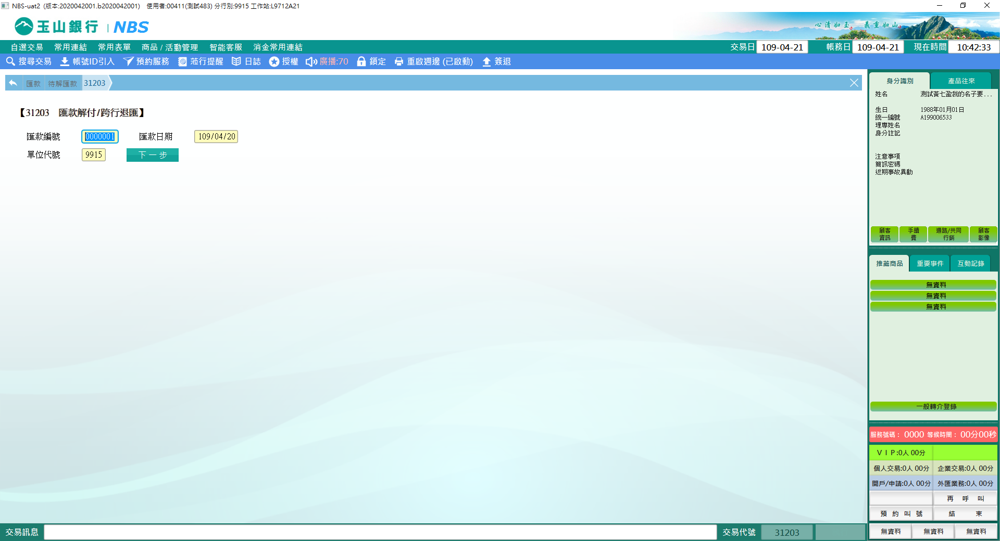 NBS-uat2 (版本:2020042001.b2020042001) 使用者:00411(測試483) 分行別:9915 工作站:L9712A21
玉山銀行 | NBS
心清如玉。 義重如山。
自選交易 常用連結 常用表單 商品 / 活動管理 智能客服 消金常用連結 交易日 109-04-21 帳務日 109-04-21 現在時間 10:42:33
搜尋交易 帳號ID引入 預約服務 蒞行提醒 日誌 授權 廣播:70 鎖定 重啟週邊 (已啟動) 簽退
匯款 待解匯款 31203
【31203 匯款解付/跨行退匯】
匯款編號 0000001 匯款日期 109/04/20
單位代號 9915 下一步
身分識別 產品往來
姓名 測試黃七盈我的名子要...
生日 1988年01月01日
統一編號 A199006533
理專姓名
身分註記
注意事項
簡訊密碼
近期事故異動
顧客資訊 手續費 通路/共同行銷 顧客影像
推薦商品 重要事件 互動記錄
無資料
無資料
無資料
一般轉介登錄
服務號碼: 0000 等候時間: 00分00秒
VIP:0人 00分
個人交易:0人 00分 企業交易:0人 00分
開戶/申請:0人 00分 外匯業務:0人 00分
再呼叫
預約叫號 結束
無資料 無資料 無資料
交易訊息 交易代號 31203